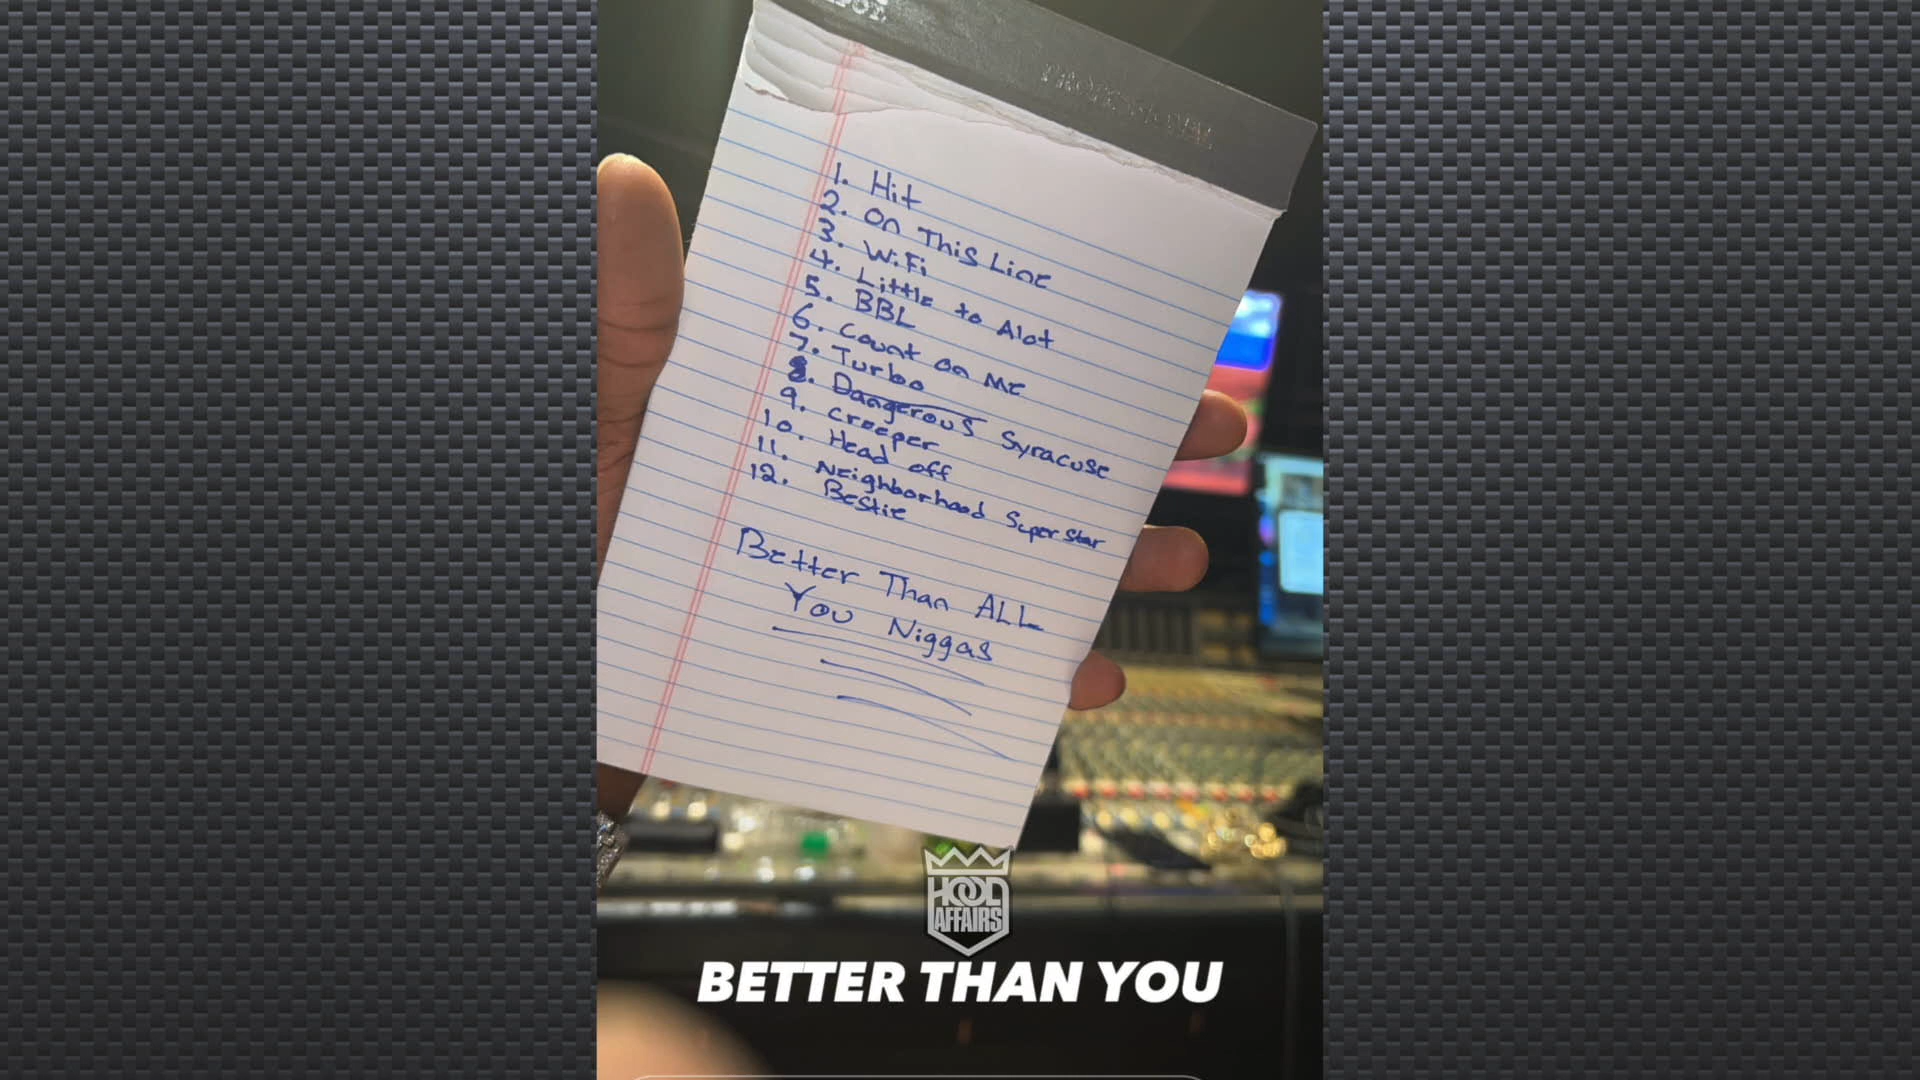 1. Hit
2. On This Line
3. WiFi
4. Little to Alot
5. BBL
6. Count on Me
7. Turbo
8. Dangerous Syracuse
9. Creeper
10. Head off
11. Neighborhood Super Star
12. Bestie
Better Than ALL
You Niggas
HOOD
AFFAIRS
BETTER THAN YOU